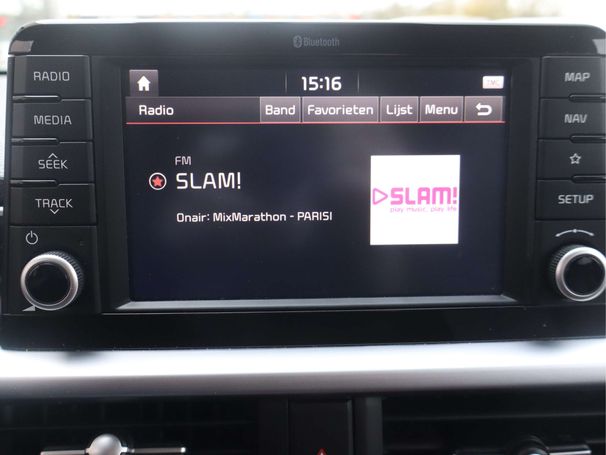 Bluetooth
RADIO
MEDIA
SEEK
TRACK
MAP
NAV
SETUP
15:16
TMC
Radio
Band
Favorieten
Lijst
Menu
FM
SLAM!
Onair: MixMarathon - PARISI
SLAM!
play music, play life